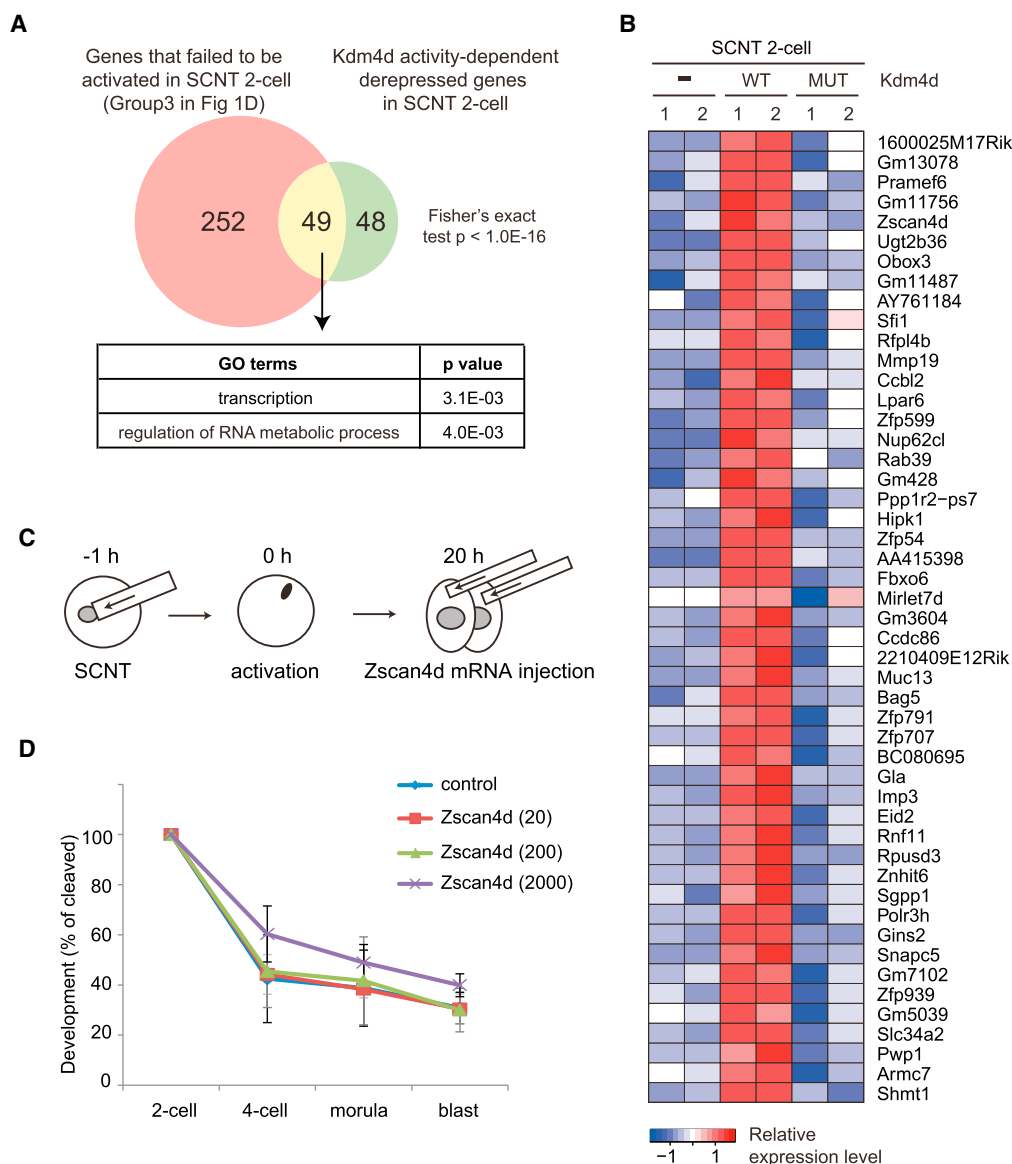 A
Genes that failed to be
activated in SCNT 2-cell
(Group3 in Fig 1D)
Kdm4d activity-dependent
derepressed genes
in SCNT 2-cell
252
49
48
Fisher's exact
test p < 1.0E-16
GO terms p value
transcription 3.1E-03
regulation of RNA metabolic process 4.0E-03
B
SCNT 2-cell
- WT MUT Kdm4d
1 2 1 2 1 2
1600025M17Rik
Gm13078
Pramef6
Gm11756
Zscan4d
Ugt2b36
Obox3
Gm11487
AY761184
Sfi1
Rfpl4b
Mmp19
Ccbl2
Lpar6
Zfp599
Nup62cl
Rab39
Gm428
Ppp1r2−ps7
Hipk1
Zfp54
AA415398
Fbxo6
Mirlet7d
Gm3604
Ccdc86
2210409E12Rik
Muc13
Bag5
Zfp791
Zfp707
BC080695
Gla
Imp3
Eid2
Rnf11
Rpusd3
Znhit6
Sgpp1
Polr3h
Gins2
Snapc5
Gm7102
Zfp939
Gm5039
Slc34a2
Pwp1
Armc7
Shmt1
−1 1
Relative
expression level
C
-1 h 0 h 20 h
SCNT activation Zscan4d mRNA injection
D
control
Zscan4d (20)
Zscan4d (200)
Zscan4d (2000)
Development (% of cleaved)
100
80
60
40
20
0
2-cell 4-cell morula blast